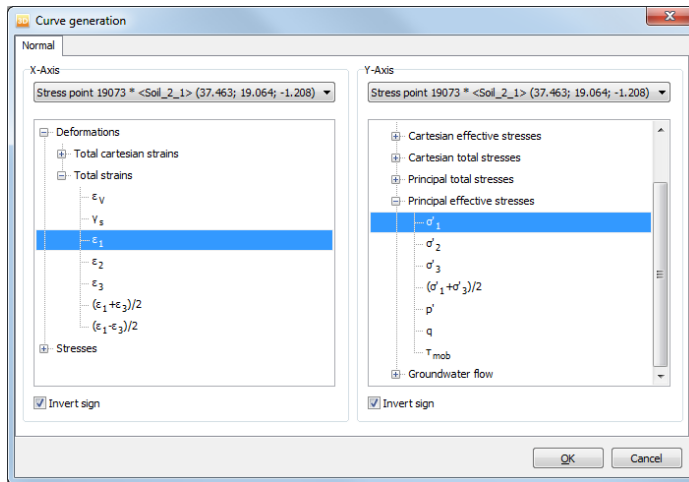 3D Curve generation
Normal
X-Axis
Stress point 19073 * <Soil_2_1> (37.463; 19.064; -1.208)
Deformations
Total cartesian strains
Total strains
εV
γs
ε1
ε2
ε3
(ε1+ε3)/2
(ε1-ε3)/2
Stresses
Invert sign
Y-Axis
Stress point 19073 * <Soil_2_1> (37.463; 19.064; -1.208)
Cartesian effective stresses
Cartesian total stresses
Principal total stresses
Principal effective stresses
σ'1
σ'2
σ'3
(σ'1+σ'3)/2
p'
q
τmob
Groundwater flow
Invert sign
OK Cancel